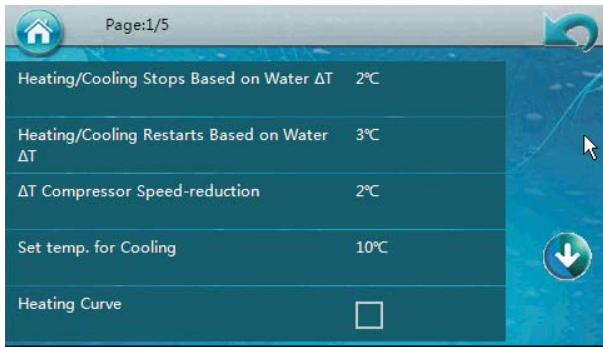 Page:1/5
Heating/Cooling Stops Based on Water ΔT 2℃
Heating/Cooling Restarts Based on Water 3℃
ΔT
ΔT Compressor Speed-reduction 2℃
Set temp. for Cooling 10℃
Heating Curve